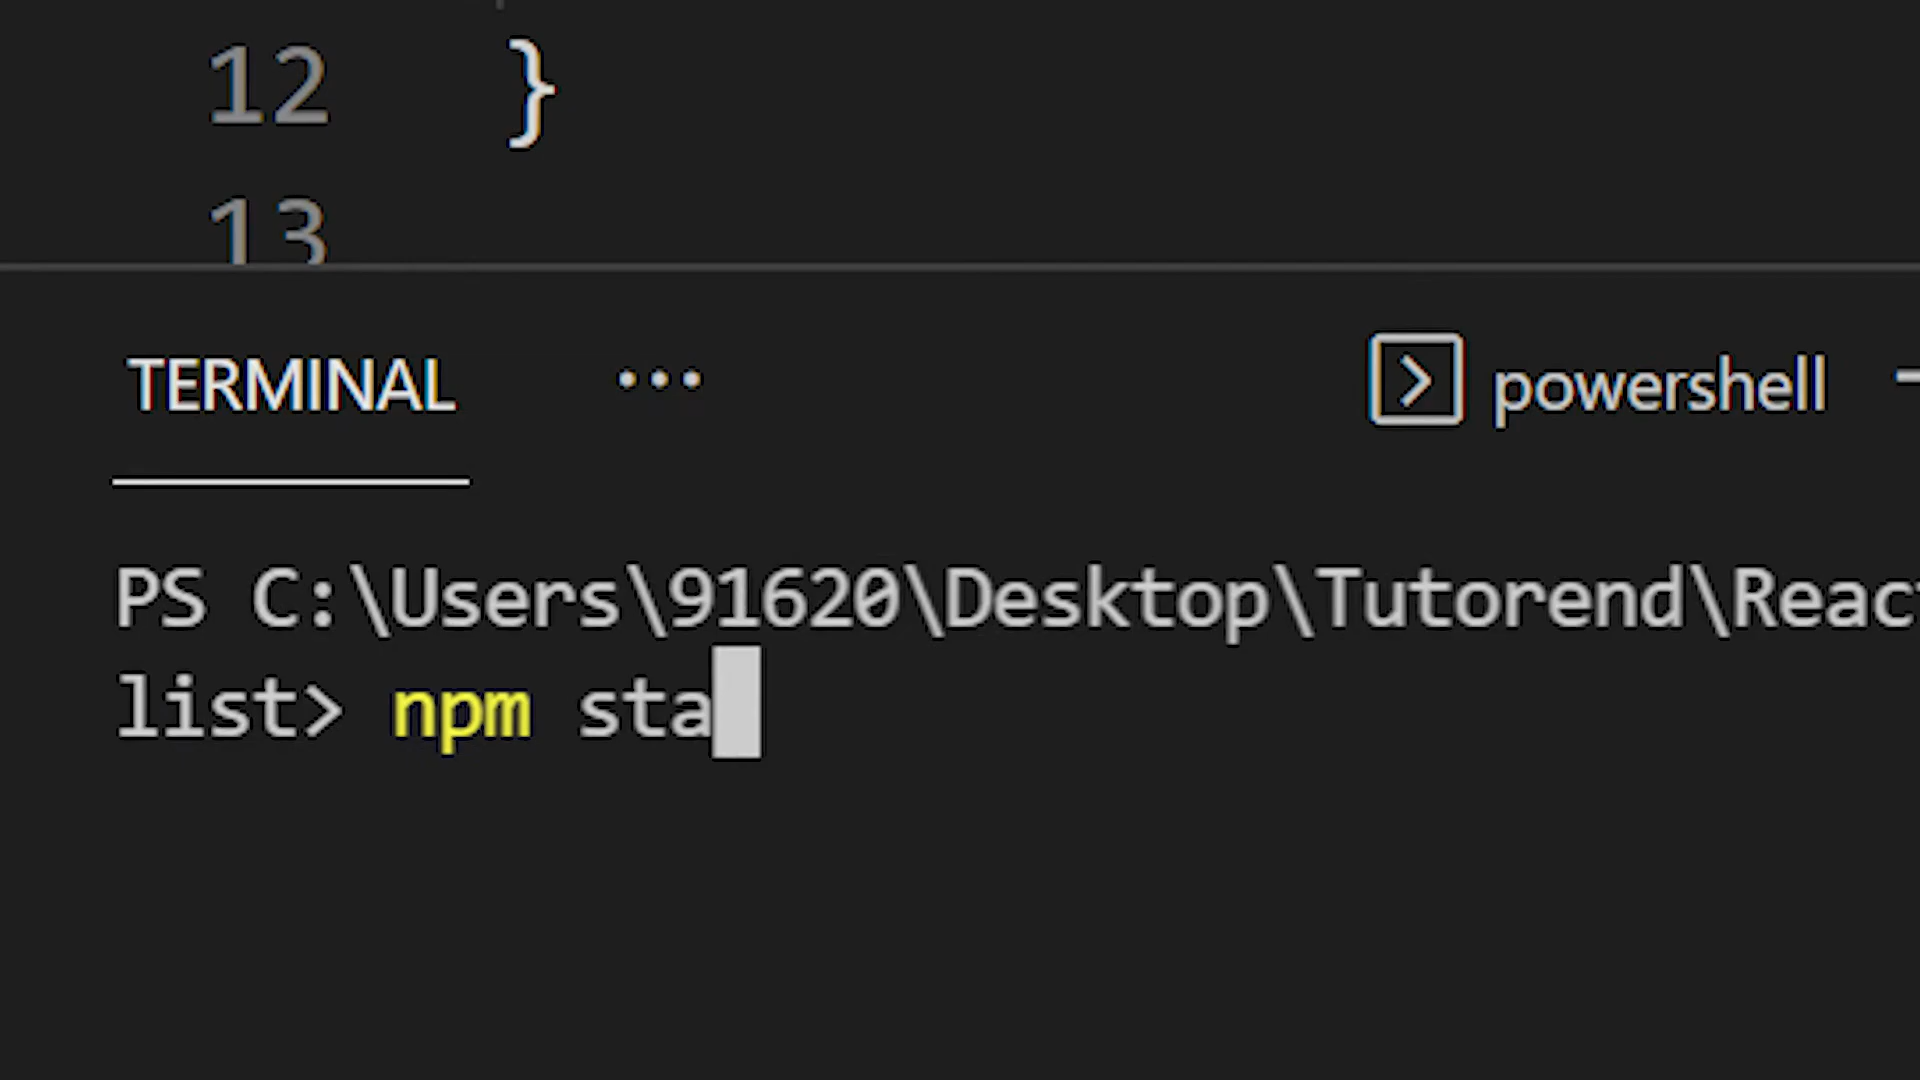 12 }
13
TERMINAL ... powershell
PS C:\Users\91620\Desktop\Tutorend\Reac
list> npm sta